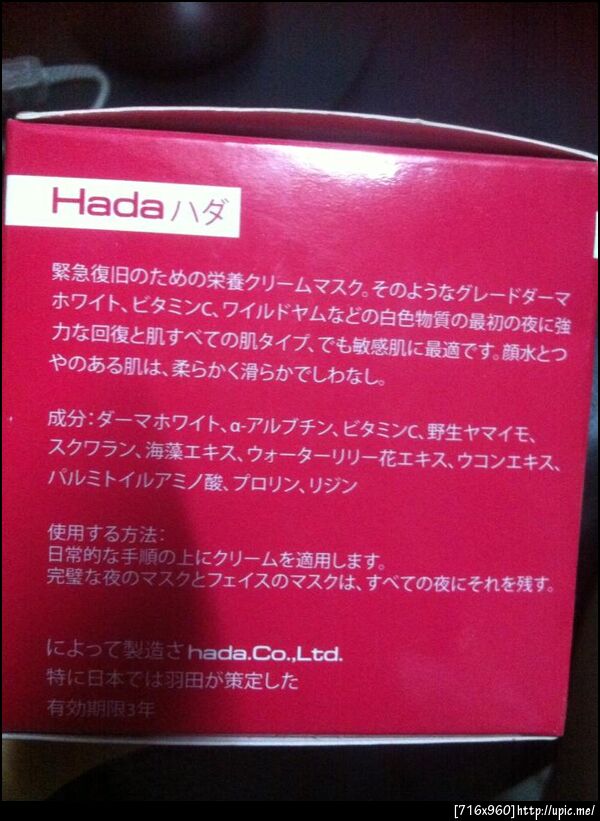 Hada ハダ
緊急復旧のための栄養クリームマスク。そのようなグレードダーマ
ホワイト、ビタミンC、ワイルドヤムなどの白色物質の最初の夜に強
力な回復と肌すべての肌タイプ、でも敏感肌に最適です。顔水とつ
やのある肌は、柔らかく滑らかでしわなし。
成分：ダーマホワイト、α-アルブチン、ビタミンC、野生ヤマイモ、
スクワラン、海藻エキス、ウォーターリリー花エキス、ウコンエキス、
パルミトイルアミノ酸、プロリン、リジン
使用する方法：
日常的な手順の上にクリームを適用します。
完璧な夜のマスクとフェイスのマスクは、すべての夜にそれを残す。
によって製造さ hada.Co.,Ltd.
特に日本では羽田が策定した
有効期限3年
[716x960]http://upic.me/